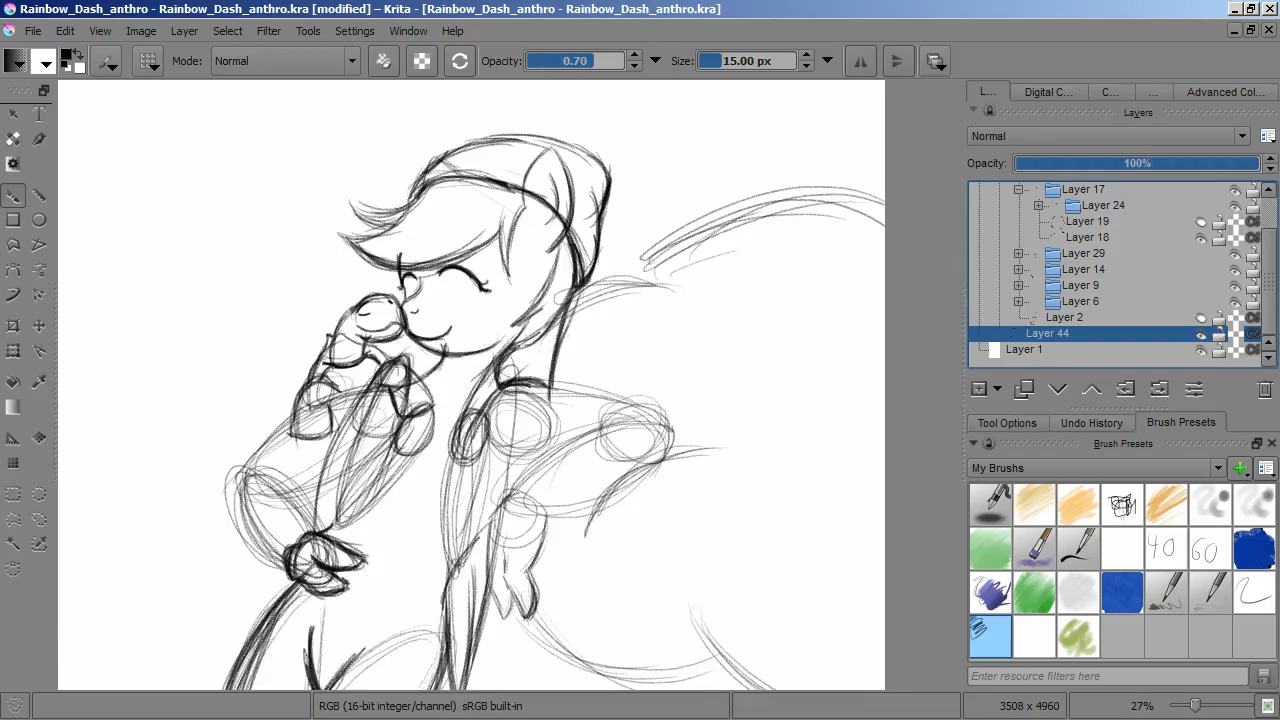 Rainbow_Dash_anthro - Rainbow_Dash_anthro.kra [modified] – Krita - [Rainbow_Dash_anthro - Rainbow_Dash_anthro.kra]
File Edit View Image Layer Select Filter Tools Settings Window Help
Mode: Normal Opacity: 0.70 Size: 15.00 px
L... Digital C... C... ... Advanced Col...
Layers
Normal
Opacity: 100%
Layer 17
Layer 24
Layer 19
Layer 18
Layer 29
Layer 14
Layer 9
Layer 6
Layer 2
Layer 44
Layer 1
Tool Options Undo History Brush Presets
Brush Presets
My Brushs
40 60
Enter resource filters here
RGB (16-bit integer/channel) sRGB built-in 3508 x 4960 27%